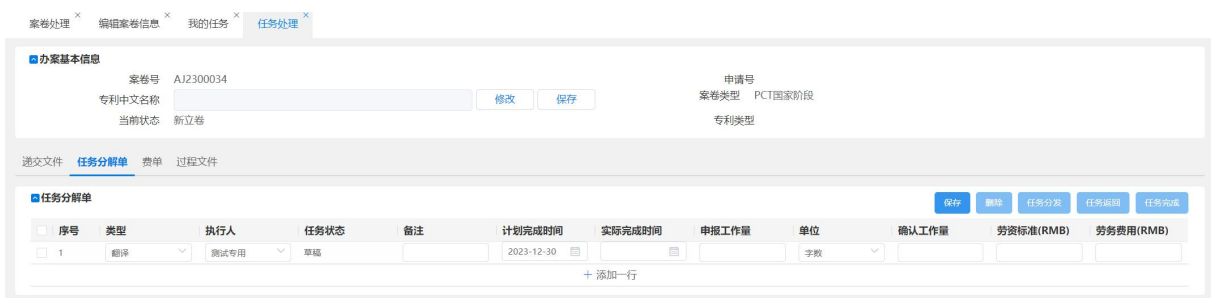 案卷处理 × 编辑案卷信息 × 我的任务 × 任务处理 ×
办案基本信息
案卷号 AJ2300034 申请号
专利中文名称 修改 保存 案卷类型 PCT国家阶段
当前状态 新立卷 专利类型
递交文件 任务分解单 费单 过程文件
任务分解单 保存 删除 任务分发 任务返回 任务完成
序号 类型 执行人 任务状态 备注 计划完成时间 实际完成时间 申报工作量 单位 确认工作量 劳资标准(RMB) 劳务费用(RMB)
1 翻译 测试专用 草稿 2023-12-30 字数
+ 添加一行